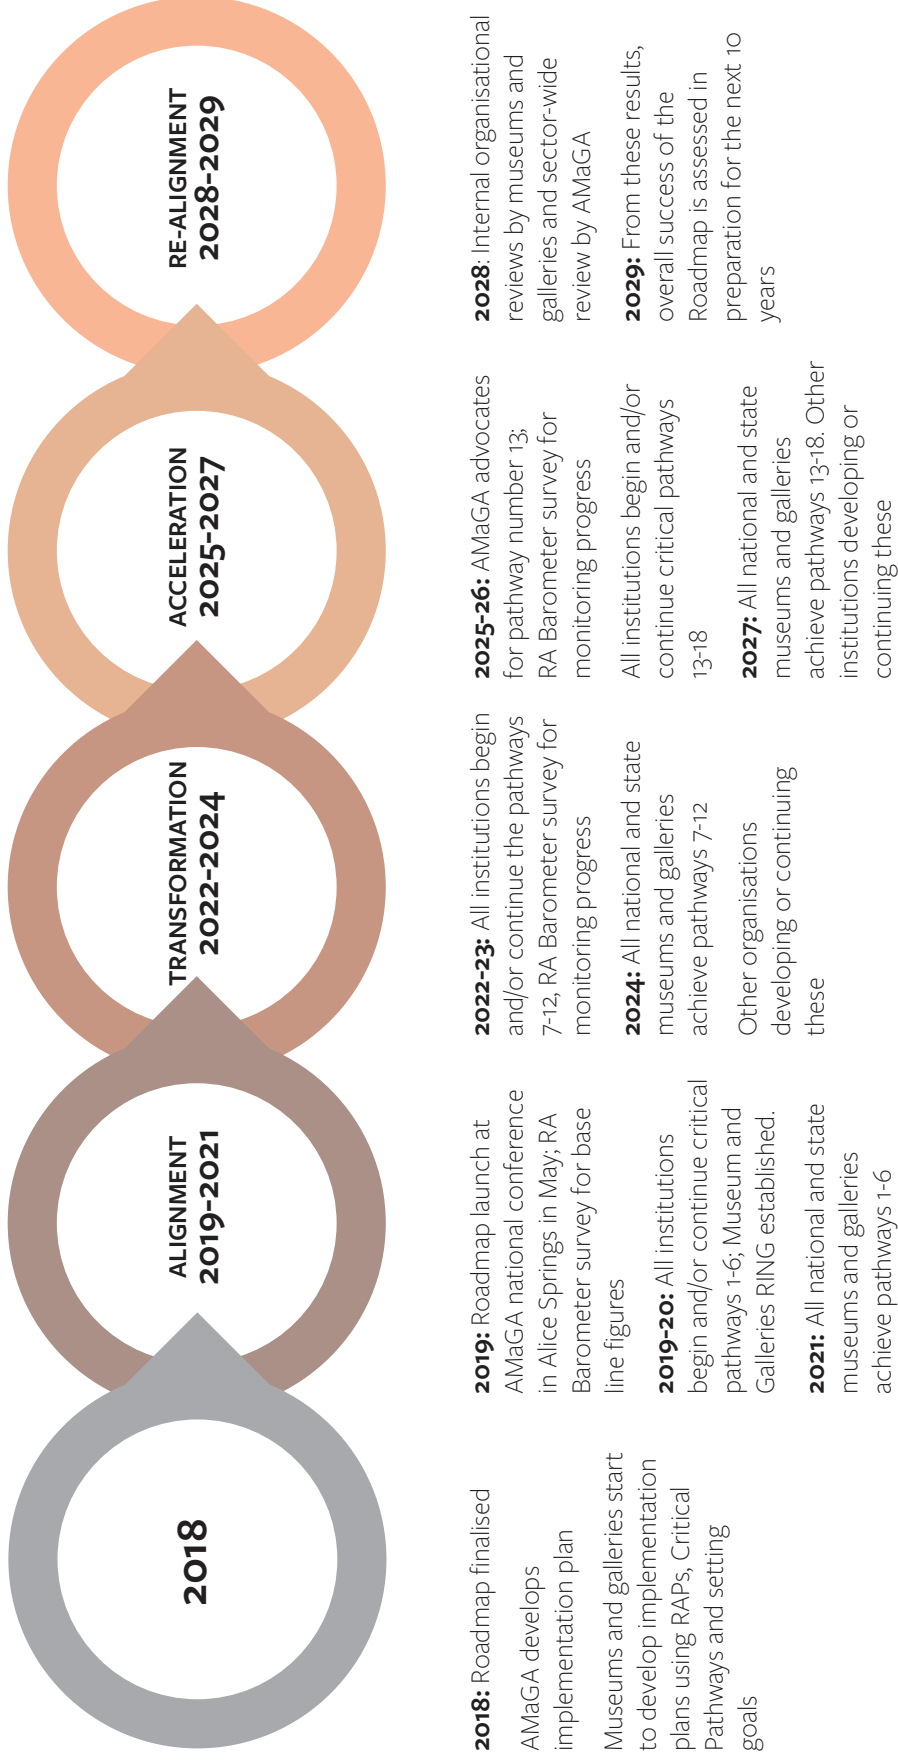 2018
2018: Roadmap finalised
AMaGA develops
implementation plan
Museums and galleries start
to develop implementation
plans using RAPs, Critical
Pathways and setting
goals
ALIGNMENT
2019-2021
2019: Roadmap launch at
AMaGA national conference
in Alice Springs in May; RA
Barometer survey for base
line figures
2019-20: All institutions
begin and/or continue critical
pathways 1-6; Museum and
Galleries RING established.
2021: All national and state
museums and galleries
achieve pathways 1-6
TRANSFORMATION
2022-2024
2022-23: All institutions begin
and/or continue the pathways
7-12, RA Barometer survey for
monitoring progress
2024: All national and state
museums and galleries
achieve pathways 7-12
Other organisations
developing or continuing
these
ACCELERATION
2025-2027
2025-26: AMaGA advocates
for pathway number 13;
RA Barometer survey for
monitoring progress
All institutions begin and/or
continue critical pathways
13-18
2027: All national and state
museums and galleries
achieve pathways 13-18. Other
institutions developing or
continuing these
RE-ALIGNMENT
2028-2029
2028: Internal organisational
reviews by museums and
galleries and sector-wide
review by AMaGA
2029: From these results,
overall success of the
Roadmap is assessed in
preparation for the next 10
years